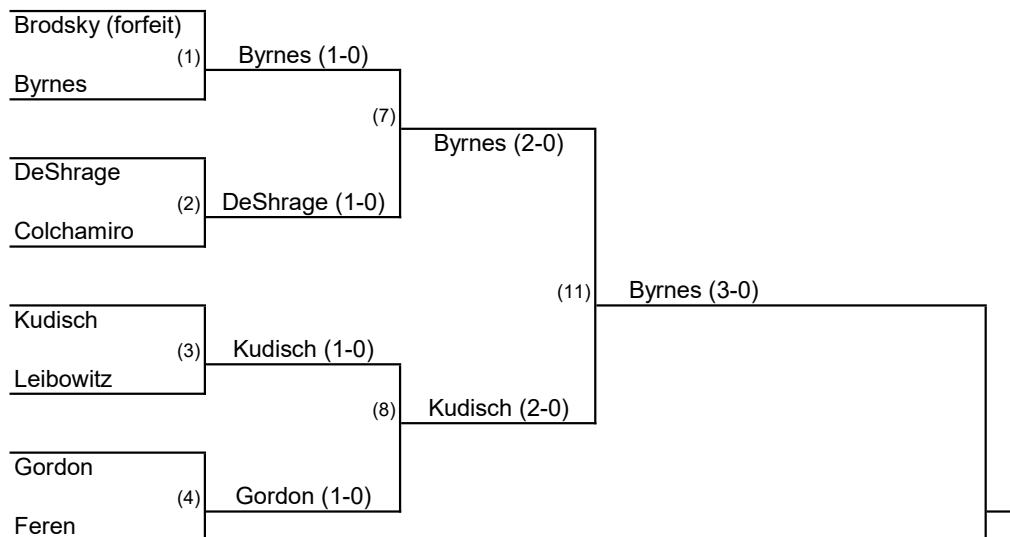 Brodsky (forfeit)
(1)
Byrnes (1-0)
Byrnes
(7)
Byrnes (2-0)
DeShrage
(2)
DeShrage (1-0)
Colchamiro
(11)
Byrnes (3-0)
Kudisch
(3)
Kudisch (1-0)
Leibowitz
(8)
Kudisch (2-0)
Gordon
(4)
Gordon (1-0)
Feren